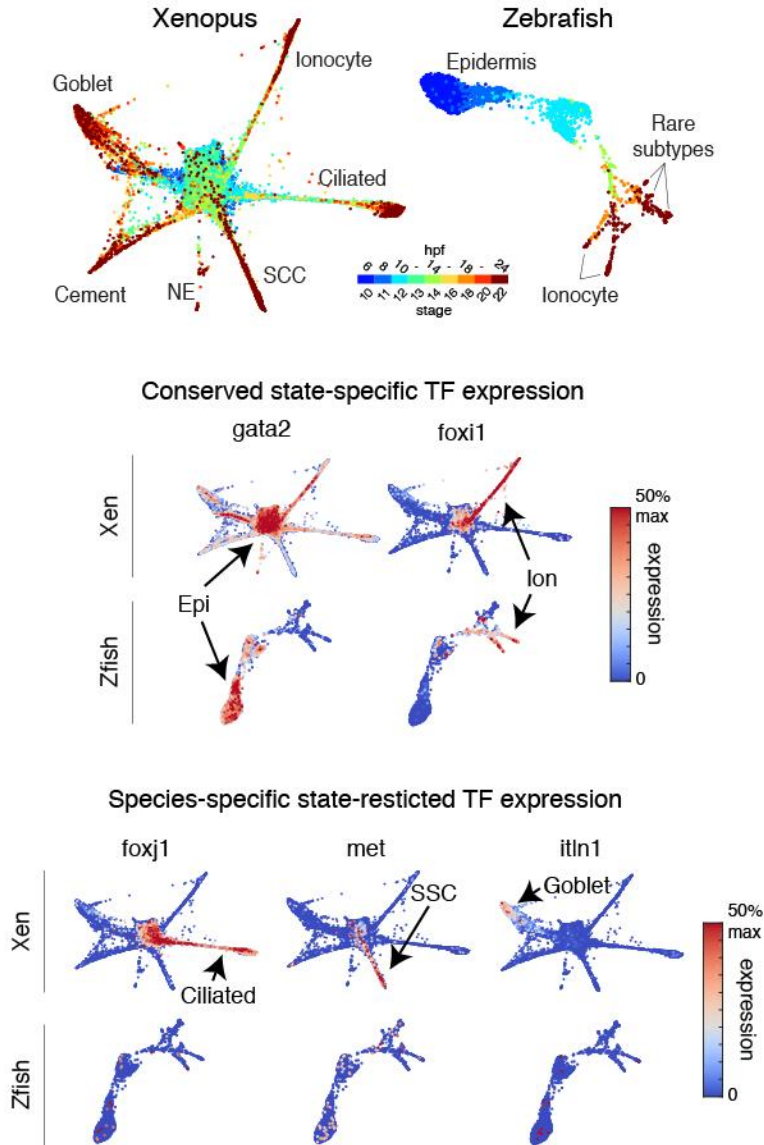 Xenopus
Zebrafish
Ionocyte
Goblet
Epidermis
Rare
subtypes
Ciliated
hpf
6 8 10 - 14 - 18 - 24
10 11 12 13 14 16 18 20 22
stage
Cement
NE
SCC
Ionocyte
Conserved state-specific TF expression
gata2
foxi1
Xen
Epi
Ion
Zfish
50%
max
expression
0
Species-specific state-resticted TF expression
foxj1
met
itln1
Xen
SSC
Goblet
Ciliated
Zfish
50%
max
expression
0